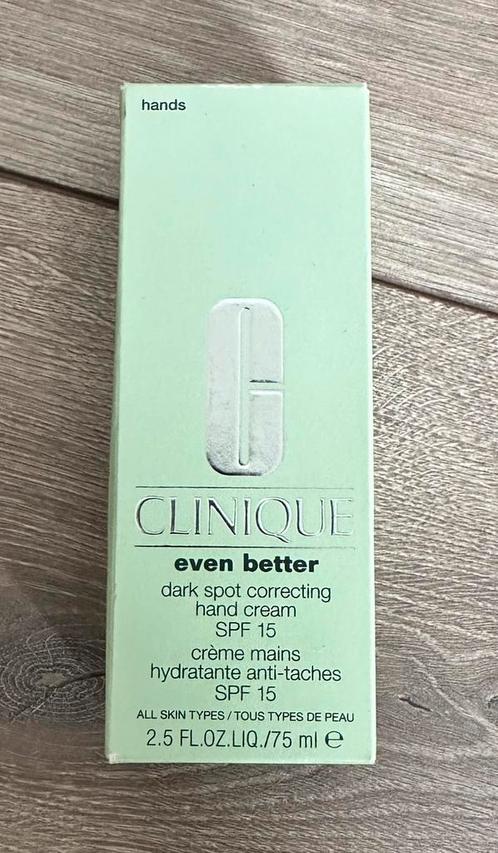 hands
CLINIQUE
even better
dark spot correcting
hand cream
SPF 15
crème mains
hydratante anti-taches
SPF 15
ALL SKIN TYPES / TOUS TYPES DE PEAU
2.5 FL.OZ.LIQ./75 ml ℮